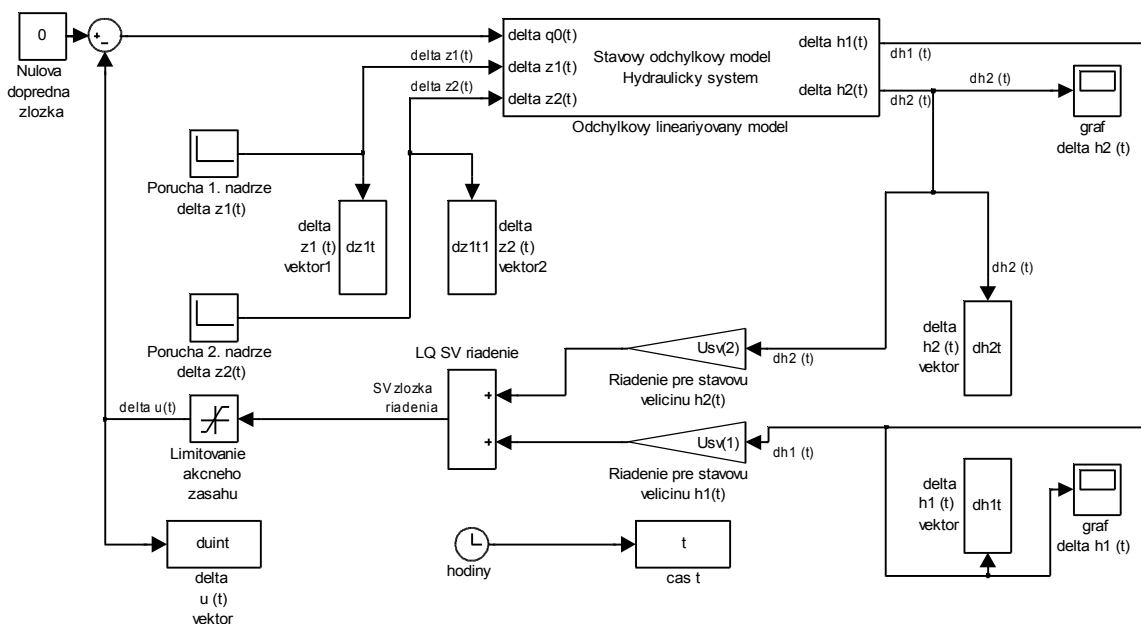 0
Nulova
dopredna
zlozka
delta q0(t)
delta z1(t)
delta z2(t)
Stavovy odchylkovy model
Hydraulicky system
delta h1(t)
delta h2(t)
Odchylkovy lineariyovany model
delta z1(t)
delta z2(t)
dh1 (t)
dh2 (t)
dh2 (t)
graf
delta h2 (t)
Porucha 1. nadrze
delta z1(t)
delta
z1 (t)
vektor1
dz1t
dz1t1
delta
z2 (t)
vektor2
dh2 (t)
delta
h2 (t)
vektor
dh2t
Porucha 2. nadrze
delta z2(t)
LQ SV riadenie
Usv(2)
dh2 (t)
Riadenie pre stavovu
velicinu h2(t)
SV zlozka
riadenia
delta u(t)
Limitovanie
akcneho
zasahu
Usv(1)
dh1 (t)
Riadenie pre stavovu
velicinu h1(t)
delta
h1 (t)
vektor
dh1t
graf
delta h1 (t)
duint
delta
u (t)
vektor
hodiny
t
cas t